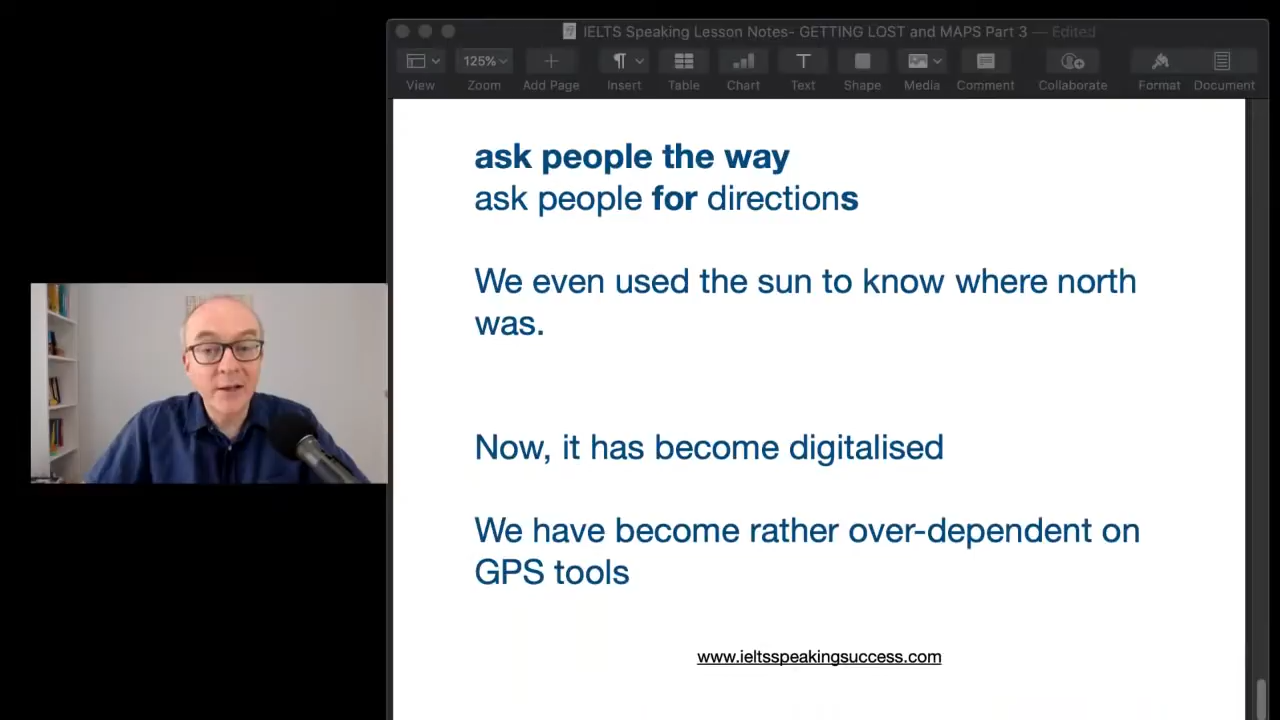 IELTS Speaking Lesson Notes- GETTING LOST and MAPS Part 3 — Edited
125%
View Zoom Add Page Insert Table Chart Text Shape Media Comment Collaborate Format Document
ask people the way
ask people for directions
We even used the sun to know where north
was.
Now, it has become digitalised
We have become rather over-dependent on
GPS tools
www.ieltsspeakingsuccess.com